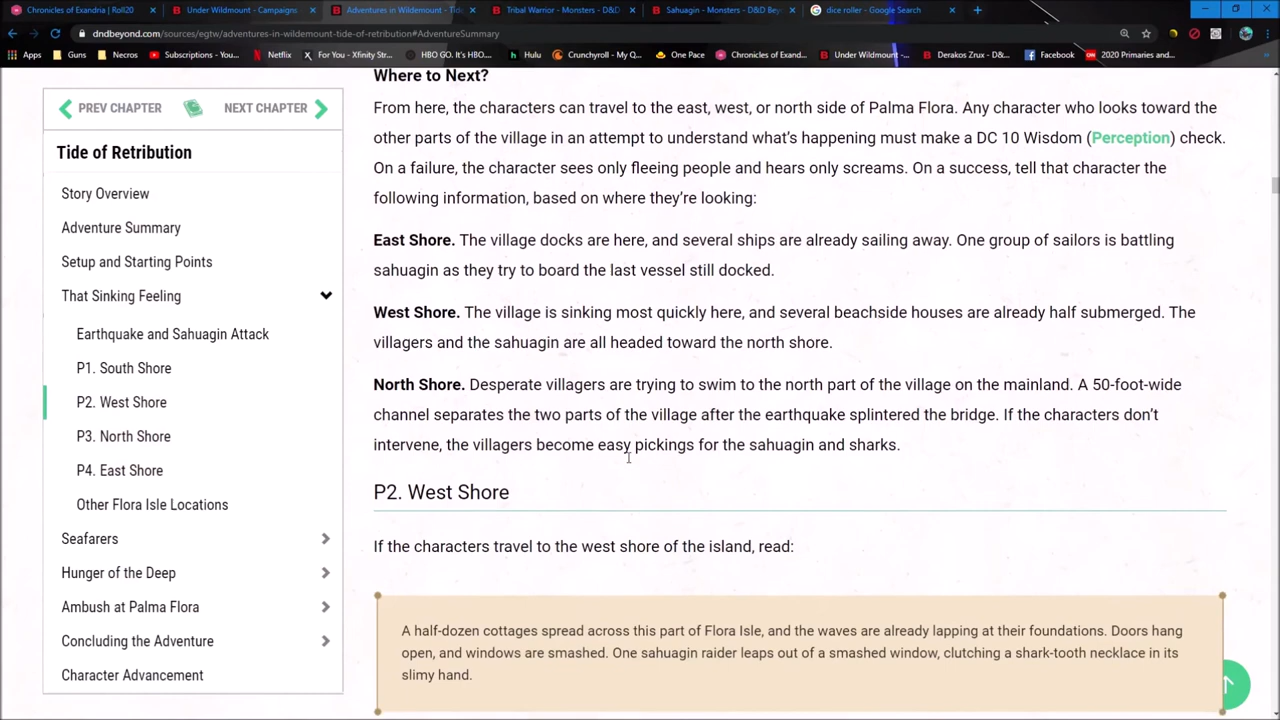 Chronicles of Exandria | Roll20
Under Wildmount - Campaigns
Adventures in Wildemount - Tid
Tribal Warrior - Monsters - D&D
Sahuagin - Monsters - D&D Bey
dice roller - Google Search
dndbeyond.com/sources/egtw/adventures-in-wildemount-tide-of-retribution#AdventureSummary
Apps
Guns
Necros
Subscriptions - You...
Netflix
For You - Xfinity Stre...
HBO GO. It's HBO...
Hulu
Crunchyroll - My Q...
One Pace
Chronicles of Exand...
Under Wildmount -...
Derakos Zrux - D&...
Facebook
2020 Primaries and...
PREV CHAPTER
NEXT CHAPTER
Tide of Retribution
Story Overview
Adventure Summary
Setup and Starting Points
That Sinking Feeling
Earthquake and Sahuagin Attack
P1. South Shore
P2. West Shore
P3. North Shore
P4. East Shore
Other Flora Isle Locations
Seafarers
Hunger of the Deep
Ambush at Palma Flora
Concluding the Adventure
Character Advancement
Where to Next?
From here, the characters can travel to the east, west, or north side of Palma Flora. Any character who looks toward the
other parts of the village in an attempt to understand what's happening must make a DC 10 Wisdom (Perception) check.
On a failure, the character sees only fleeing people and hears only screams. On a success, tell that character the
following information, based on where they're looking:
East Shore. The village docks are here, and several ships are already sailing away. One group of sailors is battling
sahuagin as they try to board the last vessel still docked.
West Shore. The village is sinking most quickly here, and several beachside houses are already half submerged. The
villagers and the sahuagin are all headed toward the north shore.
North Shore. Desperate villagers are trying to swim to the north part of the village on the mainland. A 50-foot-wide
channel separates the two parts of the village after the earthquake splintered the bridge. If the characters don't
intervene, the villagers become easy pickings for the sahuagin and sharks.
P2. West Shore
If the characters travel to the west shore of the island, read:
A half-dozen cottages spread across this part of Flora Isle, and the waves are already lapping at their foundations. Doors hang
open, and windows are smashed. One sahuagin raider leaps out of a smashed window, clutching a shark-tooth necklace in its
slimy hand.